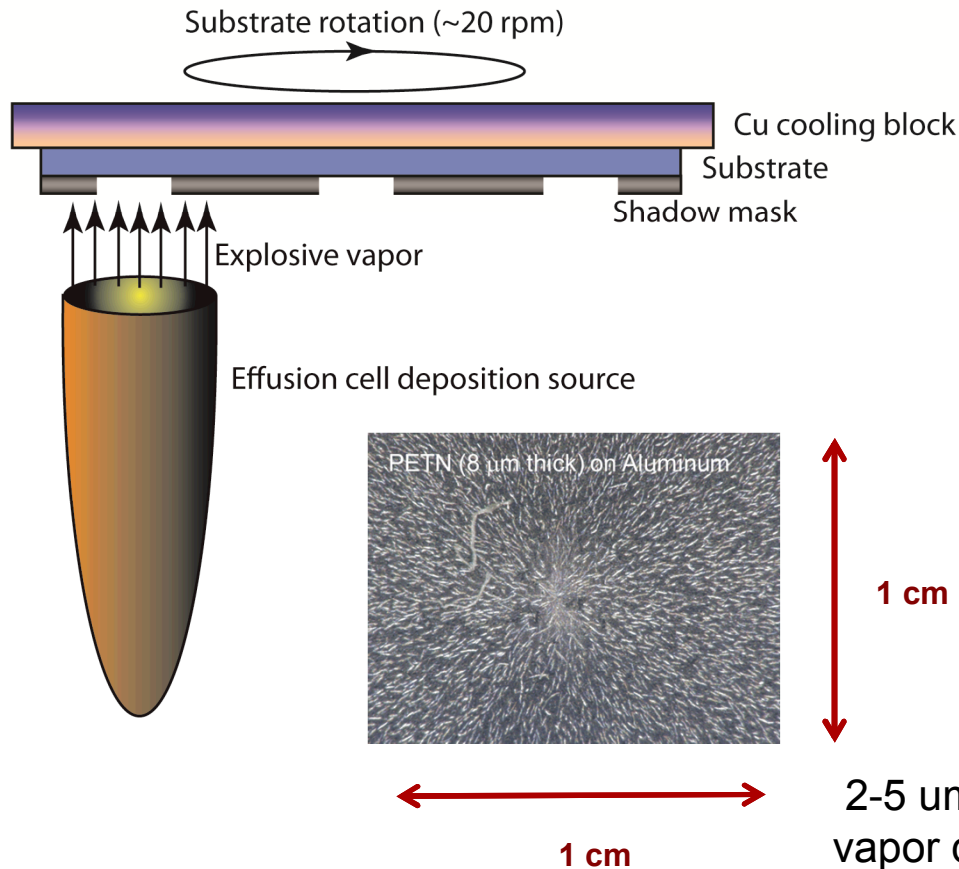 Substrate rotation (~20 rpm)
Cu cooling block
Substrate
Shadow mask
Explosive vapor
Effusion cell deposition source
PETN (8 μm thick) on Aluminum
1 cm
1 cm
2-5 um
vapor